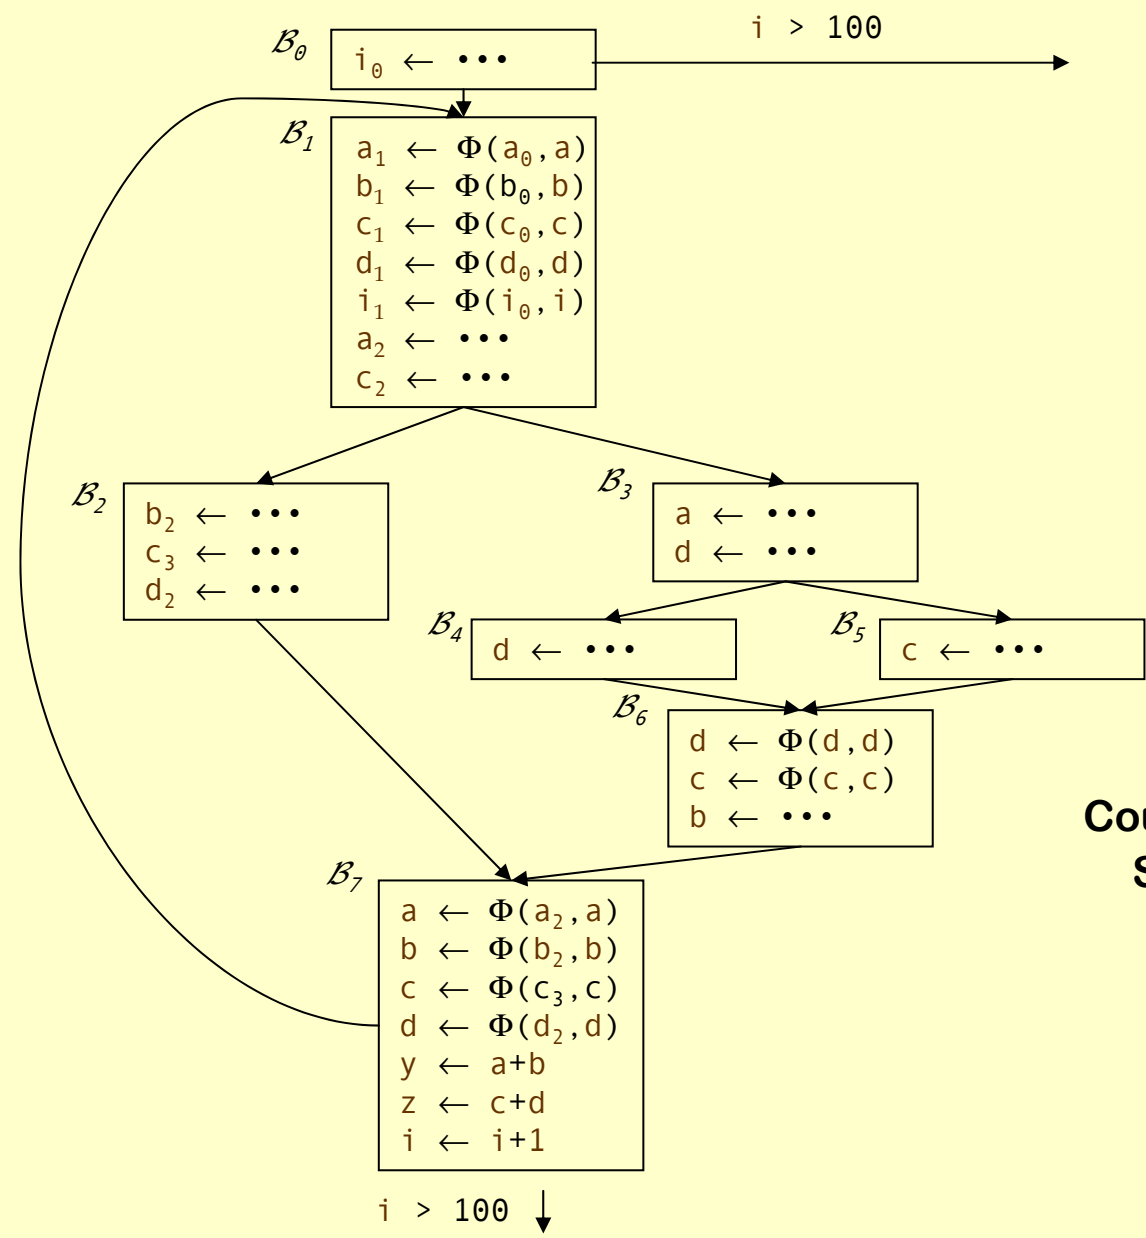 i > 100
ℬ₀
i₀ ← •••
ℬ₁
a₁ ← Φ(a₀,a)
b₁ ← Φ(b₀,b)
c₁ ← Φ(c₀,c)
d₁ ← Φ(d₀,d)
i₁ ← Φ(i₀,i)
a₂ ← •••
c₂ ← •••
ℬ₂
b₂ ← •••
c₃ ← •••
d₂ ← •••
ℬ₃
a ← •••
d ← •••
ℬ₄
d ← •••
ℬ₅
c ← •••
ℬ₆
d ← Φ(d,d)
c ← Φ(c,c)
b ← •••
ℬ₇
a ← Φ(a₂,a)
b ← Φ(b₂,b)
c ← Φ(c₃,c)
d ← Φ(d₂,d)
y ← a+b
z ← c+d
i ← i+1
i > 100